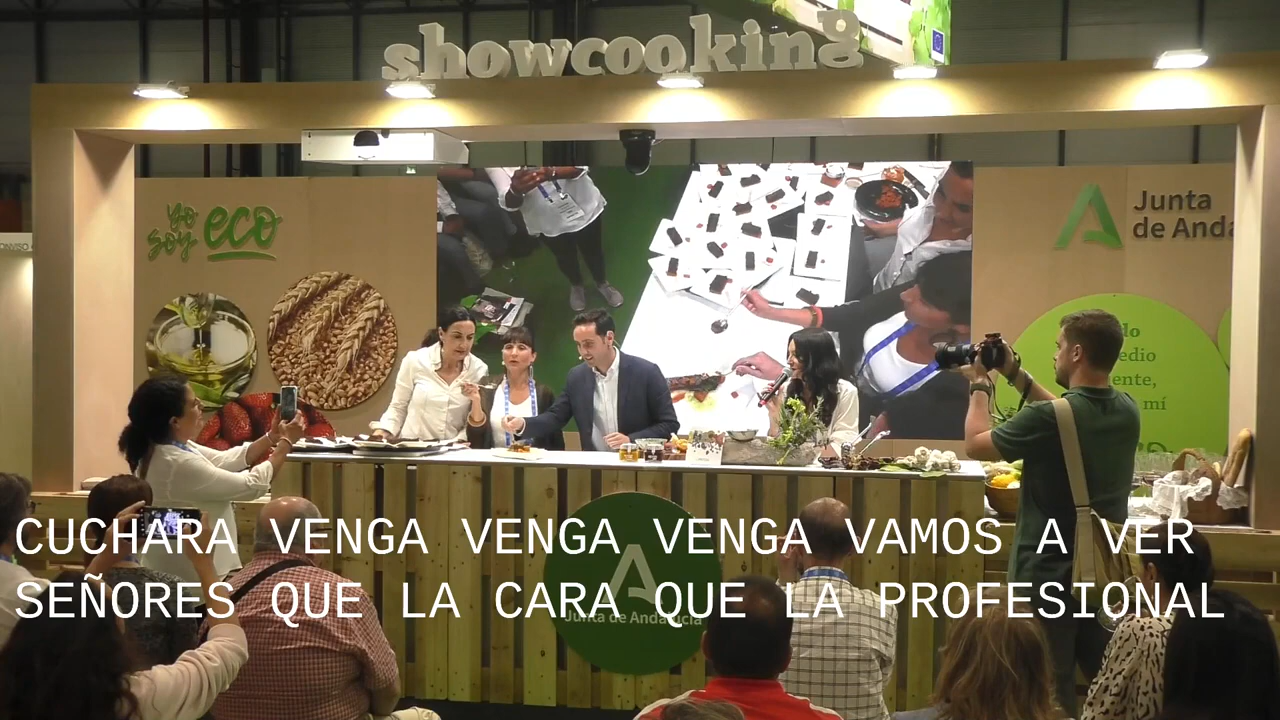 showcooking
Yo soy eco
Junta
de Anda
edio
ente,
mí
CUCHARA VENGA VENGA VENGA VAMOS A VER
SEÑORES QUE LA CARA QUE LA PROFESIONAL
Junta de Andalucía